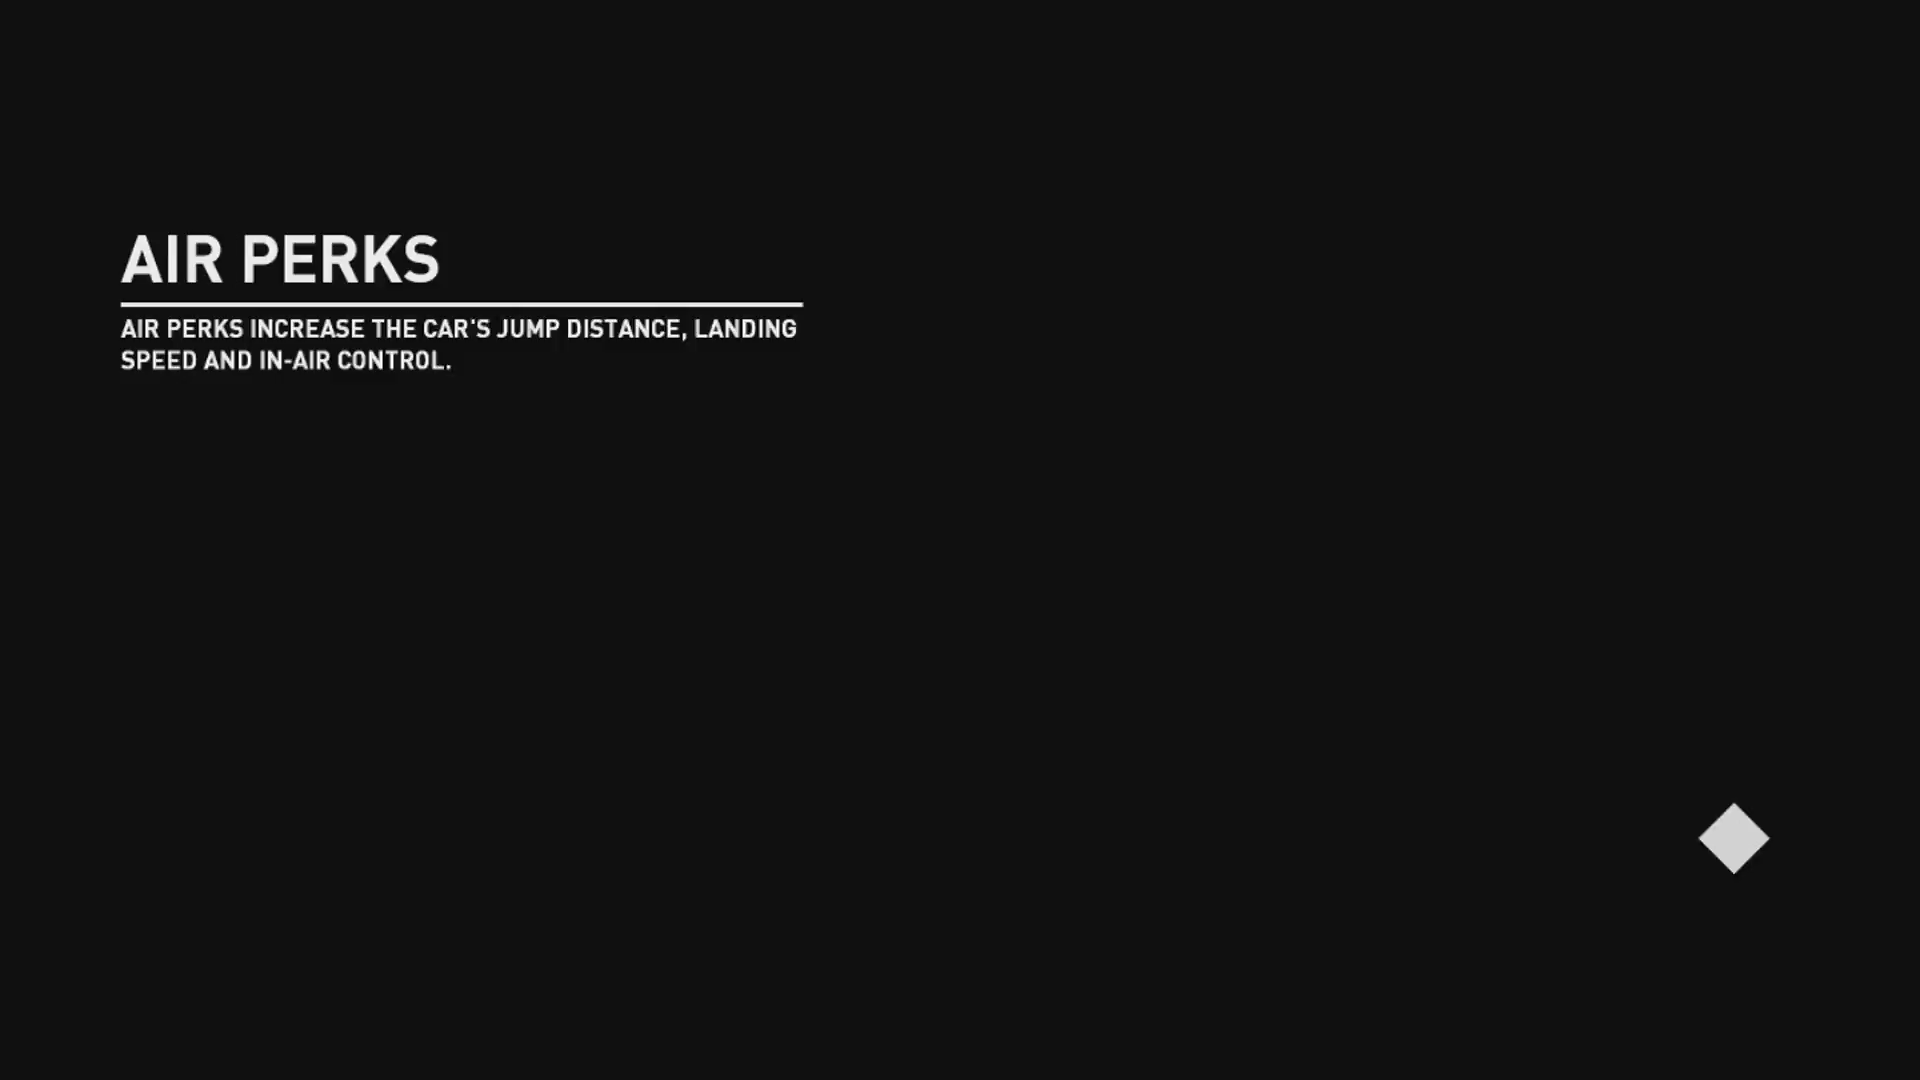 AIR PERKS
AIR PERKS INCREASE THE CAR'S JUMP DISTANCE, LANDING
SPEED AND IN-AIR CONTROL.